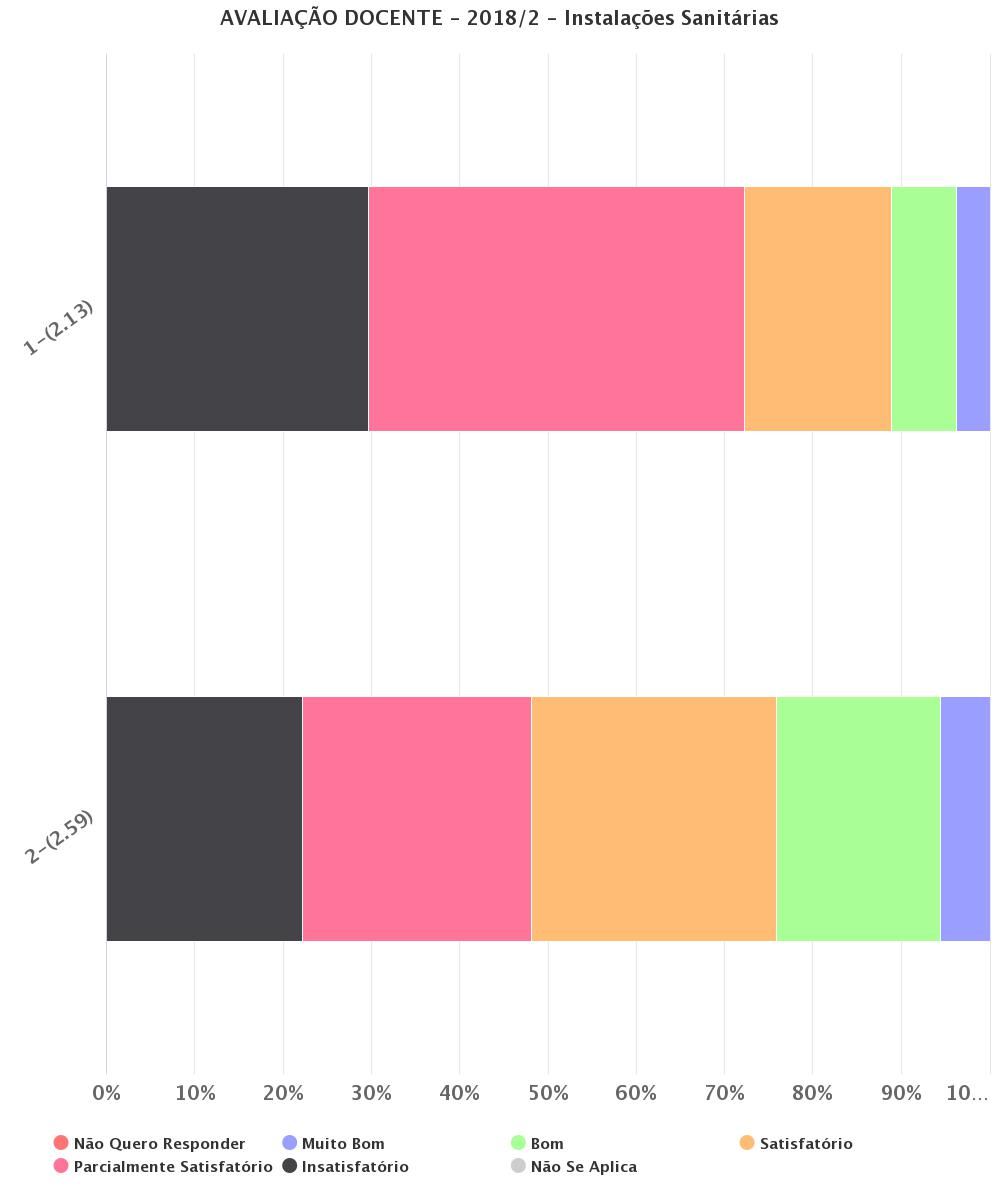 AVALIAÇÃO DOCENTE - 2018/2 - Instalações Sanitárias
1-(2.13)
2-(2.59)
0% 10% 20% 30% 40% 50% 60% 70% 80% 90% 10...
Não Quero Responder Muito Bom Bom Satisfatório
Parcialmente Satisfatório Insatisfatório Não Se Aplica